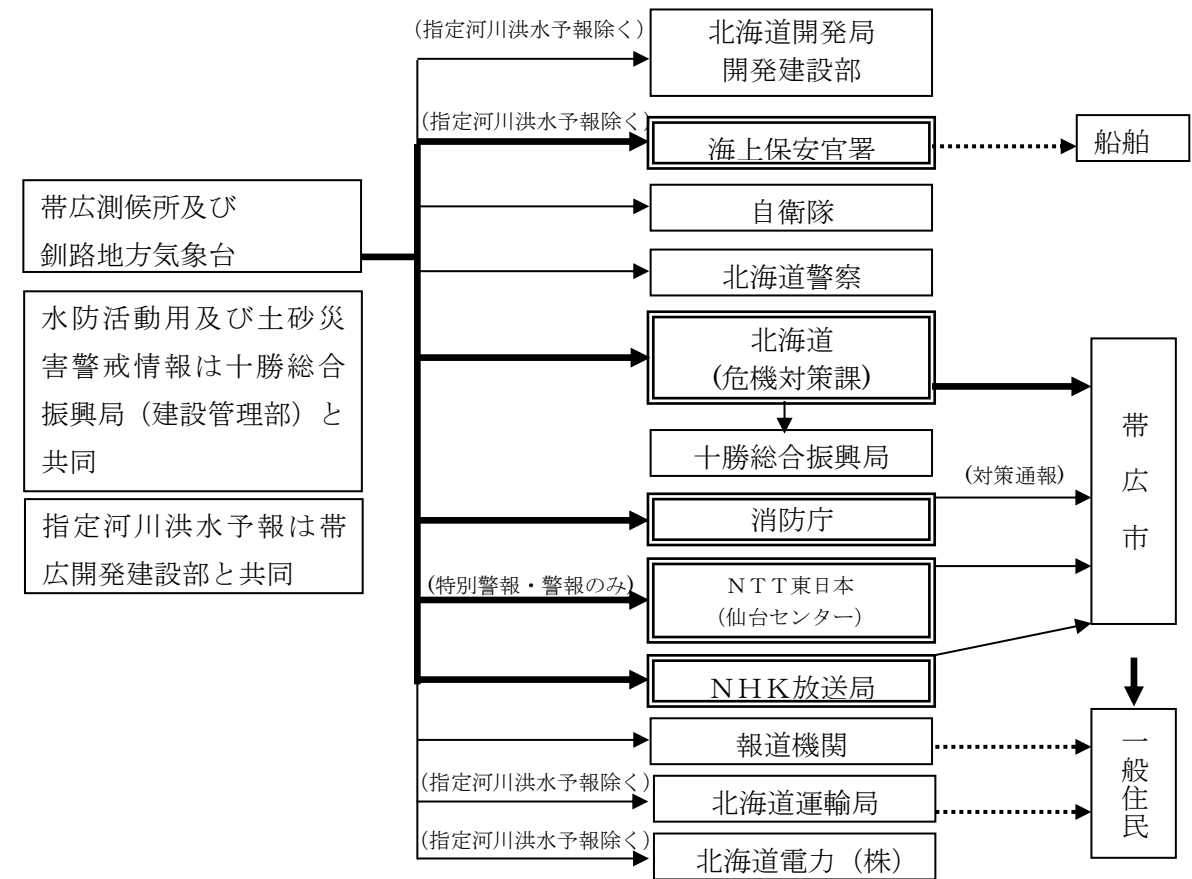 帯広測候所及び
釧路地方気象台
水防活動用及び土砂災
害警戒情報は十勝総合
振興局（建設管理部）と
共同
指定河川洪水予報は帯
広開発建設部と共同
(指定河川洪水予報除く)
北海道開発局
開発建設部
(指定河川洪水予報除く)
海上保安官署
船舶
自衛隊
北海道警察
北海道
(危機対策課)
十勝総合振興局
消防庁
(対策通報)
(特別警報・警報のみ)
ＮＴＴ東日本
(仙台センター)
ＮＨＫ放送局
報道機関
(指定河川洪水予報除く)
北海道運輸局
(指定河川洪水予報除く)
北海道電力（株）
帯広市
一般住民